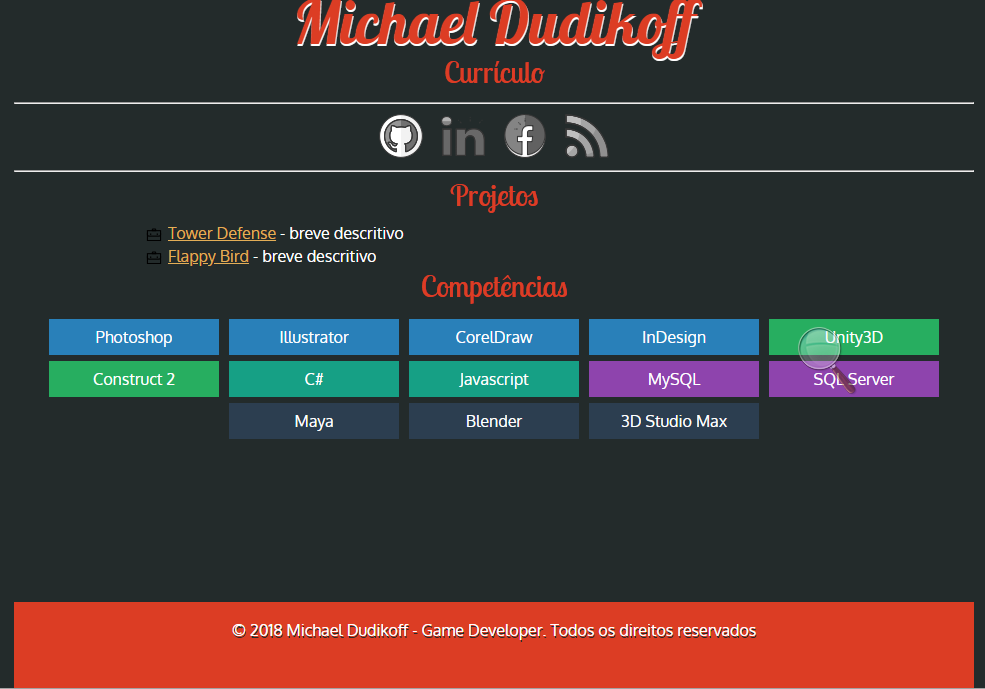 Michael Dudikoff
Currículo
in
f
Projetos
Tower Defense - breve descritivo
Flappy Bird - breve descritivo
Competências
Photoshop Illustrator CorelDraw InDesign Unity3D
Construct 2 C# Javascript MySQL SQL Server
Maya Blender 3D Studio Max
© 2018 Michael Dudikoff - Game Developer. Todos os direitos reservados